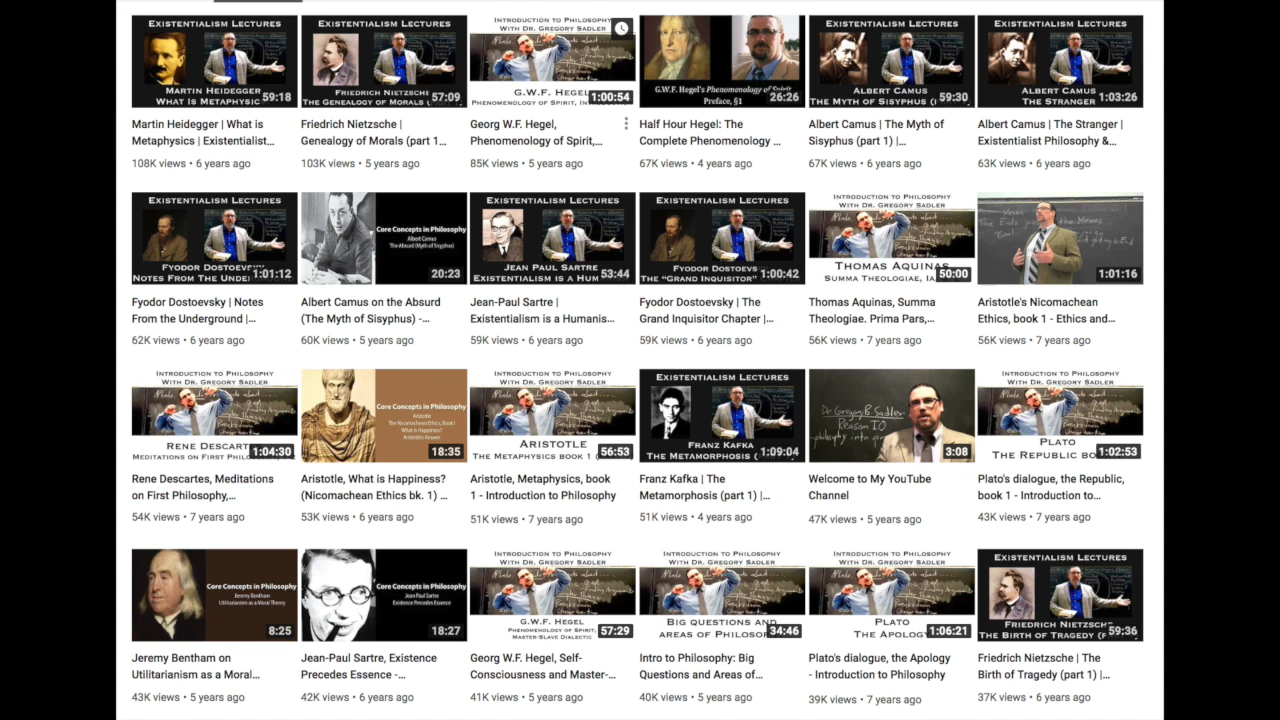 EXISTENTIALISM LECTURES
MARTIN HEIDEGGER
WHAT IS METAPHYSIC
59:18
Martin Heidegger | What is
Metaphysics | Existentialist...
108K views • 6 years ago
EXISTENTIALISM LECTURES
FRIEDRICH NIETZSCHE
THE GENEALOGY OF MORALS (
57:09
Friedrich Nietzsche |
Genealogy of Morals (part 1...
103K views • 5 years ago
INTRODUCTION TO PHILOSOPHY
WITH DR. GREGORY SADLER
G.W.F. HEGEL
PHENOMENOLOGY OF SPIRIT,
1:00:54
Georg W.F. Hegel,
Phenomenology of Spirit,...
85K views • 5 years ago
G.W.F. Hegel's Phenomenology of Spirit
Preface, §1
26:26
Half Hour Hegel: The
Complete Phenomenology ...
67K views • 4 years ago
EXISTENTIALISM LECTURES
ALBERT CAMUS
THE MYTH OF SISYPHUS (
59:30
Albert Camus | The Myth of
Sisyphus (part 1) |...
67K views • 6 years ago
EXISTENTIALISM LECTURES
ALBERT CAMUS
THE STRANGER
1:03:26
Albert Camus | The Stranger |
Existentialist Philosophy &...
63K views • 6 years ago
EXISTENTIALISM LECTURES
FYODOR DOSTOEVSKY
NOTES FROM THE UNDE
1:01:12
Fyodor Dostoevsky | Notes
From the Underground |...
62K views • 6 years ago
Core Concepts in Philosophy
Albert Camus
The Absurd (Myth of Sisyphus)
20:23
Albert Camus on the Absurd
(The Myth of Sisyphus) -...
60K views • 5 years ago
EXISTENTIALISM LECTURES
JEAN PAUL SARTRE
EXISTENTIALISM IS A HUM
53:44
Jean-Paul Sartre |
Existentialism is a Humanis...
59K views • 6 years ago
EXISTENTIALISM LECTURES
FYODOR DOSTOEVS
THE "GRAND INQUISITOR"
1:00:42
Fyodor Dostoevsky | The
Grand Inquisitor Chapter |...
59K views • 6 years ago
INTRODUCTION TO PHILOSOPHY
WITH DR. GREGORY SADLER
THOMAS AQUINAS
SUMMA THEOLOGIAE, IA
50:00
Thomas Aquinas, Summa
Theologiae. Prima Pars,...
56K views • 7 years ago
1:01:16
Aristotle's Nicomachean
Ethics, book 1 - Ethics and...
56K views • 7 years ago
INTRODUCTION TO PHILOSOPHY
WITH DR. GREGORY SADLER
RENE DESCART
MEDITATIONS ON FIRST PHILO
1:04:30
Rene Descartes, Meditations
on First Philosophy,...
54K views • 7 years ago
Core Concepts in Philosophy
Aristotle
The Nicomachean Ethics, Book I
What is Happiness?
Aristotle's Answer
18:35
Aristotle, What is Happiness?
(Nicomachean Ethics bk. 1) ...
53K views • 6 years ago
INTRODUCTION TO PHILOSOPHY
WITH DR. GREGORY SADLER
ARISTOTLE
THE METAPHYSICS BOOK 1 (
56:53
Aristotle, Metaphysics, book
1 - Introduction to Philosophy
51K views • 7 years ago
EXISTENTIALISM LECTURES
FRANZ KAFKA
THE METAMORPHOSIS (
1:09:04
Franz Kafka | The
Metamorphosis (part 1) |...
51K views • 4 years ago
Dr Gregory B Sadler
Reason IO
philosophy into pr
3:08
Welcome to My YouTube
Channel
47K views • 5 years ago
INTRODUCTION TO PHILOSOPHY
WITH DR. GREGORY SADLER
PLATO
THE REPUBLIC BO
1:02:53
Plato's dialogue, the Republic,
book 1 - Introduction to...
43K views • 7 years ago
Core Concepts in Philosophy
Jeremy Bentham
Utilitarianism as a Moral Theory
8:25
Jeremy Bentham on
Utilitarianism as a Moral...
43K views • 5 years ago
Core Concepts in Philosophy
Jean Paul Sartre
Existence Precedes Essence
18:27
Jean-Paul Sartre, Existence
Precedes Essence -...
42K views • 6 years ago
INTRODUCTION TO PHILOSOPHY
WITH DR. GREGORY SADLER
G.W.F. HEGEL
PHENOMENOLOGY OF SPIRIT,
MASTER-SLAVE DIALECTIC
57:29
Georg W.F. Hegel, Self-
Consciousness and Master-...
41K views • 5 years ago
INTRODUCTION TO PHILOSOPHY
WITH DR. GREGORY SADLER
BIG QUESTIONS AND
AREAS OF PHILOSO
34:46
Intro to Philosophy: Big
Questions and Areas of...
40K views • 5 years ago
INTRODUCTION TO PHILOSOPHY
WITH DR. GREGORY SADLER
PLATO
THE APOLOGY
1:06:21
Plato's dialogue, the Apology
- Introduction to Philosophy
39K views • 7 years ago
EXISTENTIALISM LECTURES
FRIEDRICH NIETZSCHE
THE BIRTH OF TRAGEDY (
59:36
Friedrich Nietzsche | The
Birth of Tragedy (part 1) |...
37K views • 6 years ago